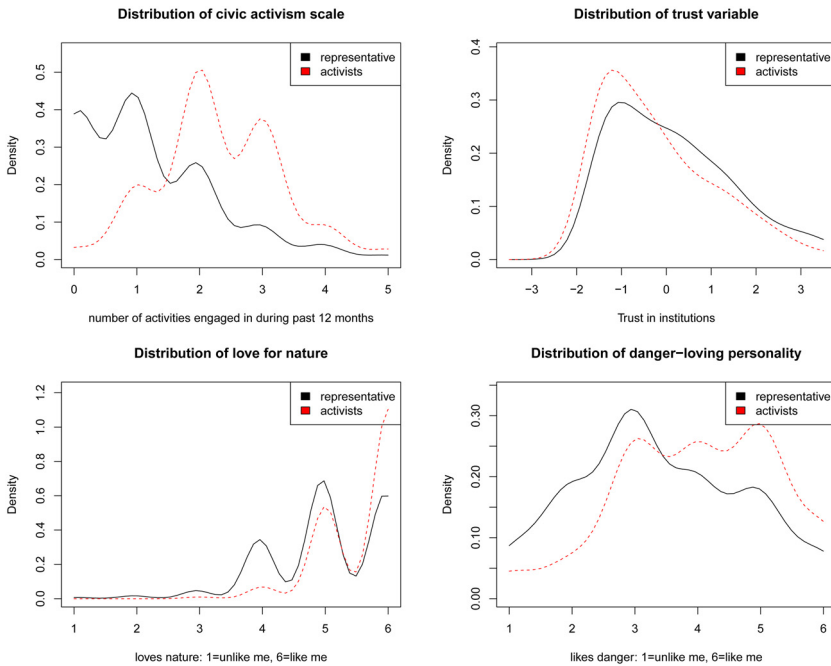 Distribution of civic activism scale
representative
activists
0.5
0.4
0.3
0.2
0.1
0.0
Density
0 1 2 3 4 5
number of activities engaged in during past 12 months
Distribution of trust variable
representative
activists
0.4
0.3
0.2
0.1
0.0
Density
−3 −2 −1 0 1 2 3
Trust in institutions
Distribution of love for nature
representative
activists
1.2
1.0
0.8
0.6
0.4
0.2
0.0
Density
1 2 3 4 5 6
loves nature: 1=unlike me, 6=like me
Distribution of danger−loving personality
representative
activists
0.30
0.20
0.10
0.00
Density
1 2 3 4 5 6
likes danger: 1=unlike me, 6=like me